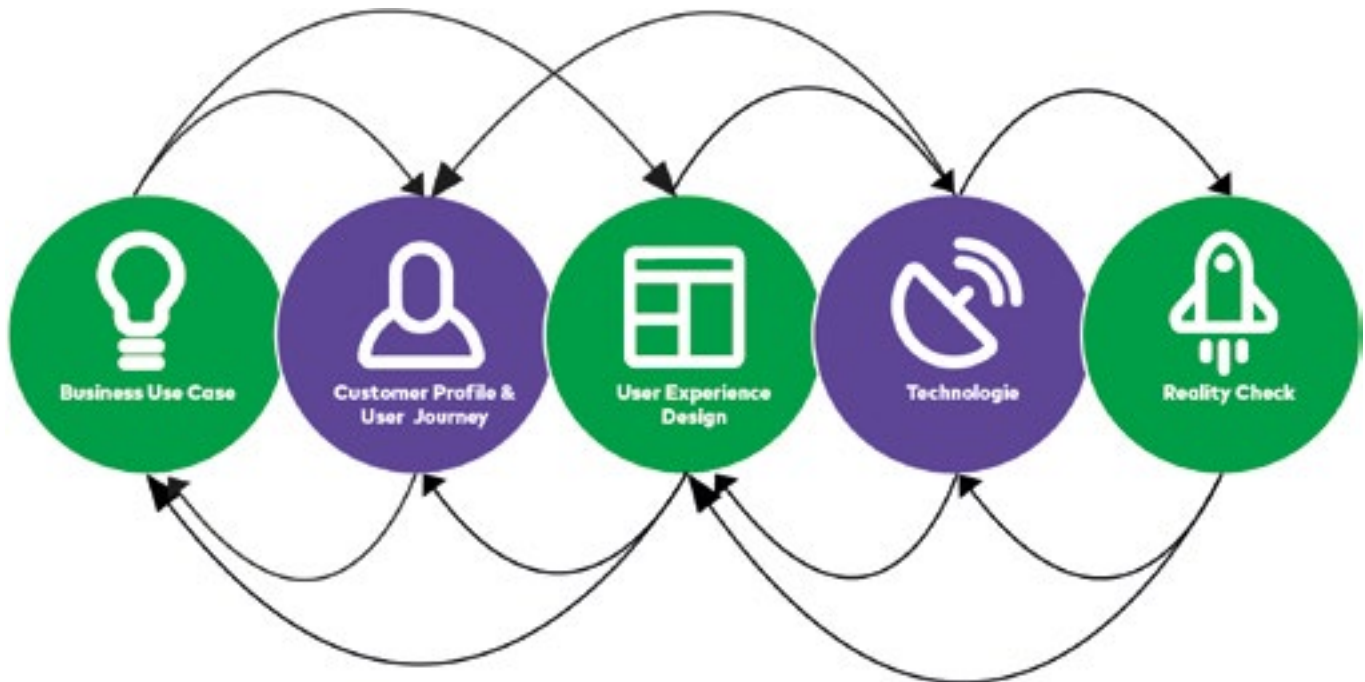 Business Use Case
Customer Profile &
User Journey
User Experience
Design
Technologie
Reality Check